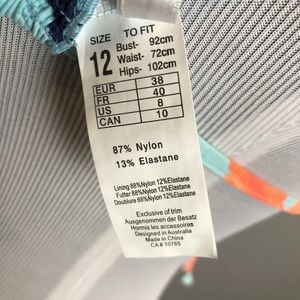 SIZE TO FIT
12 Bust- 92cm
Waist- 72cm
Hips- 102cm
EUR 38
FR 40
US 8
CAN 10
87% Nylon
13% Elastane
Lining 88%Nylon 12%Elastane
Futter 88%Nylon 12%Elastane
Doublure 88%Nylon 12%Elastane
Exclusive of trim
Ausgenommen der Besatz
Hormis les accessoires
Designed in Australia
Made in China
CA# 10765